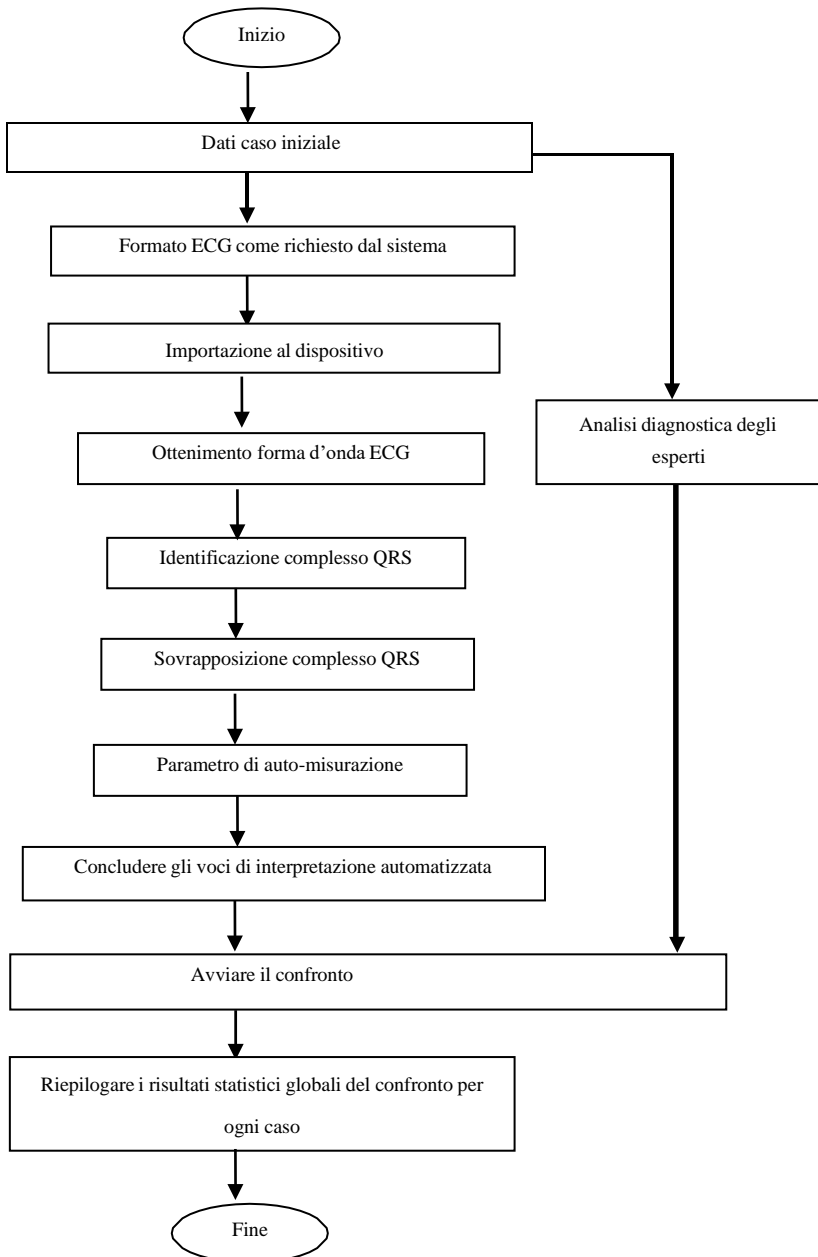 Inizio
Dati caso iniziale
Formato ECG come richiesto dal sistema
Importazione al dispositivo
Analisi diagnostica degli
esperti
Ottenimento forma d'onda ECG
Identificazione complesso QRS
Sovrapposizione complesso QRS
Parametro di auto-misurazione
Concludere gli voci di interpretazione automatizzata
Avviare il confronto
Riepilogare i risultati statistici globali del confronto per
ogni caso
Fine